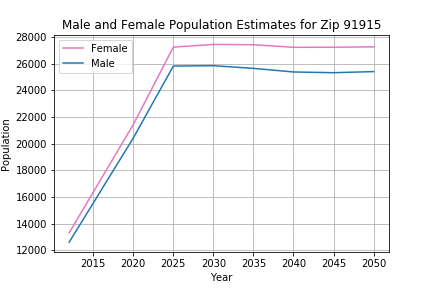 Male and Female Population Estimates for Zip 91915
28000
26000
24000
22000
20000
18000
16000
14000
12000
Population
Female
Male
2015 2020 2025 2030 2035 2040 2045 2050
Year